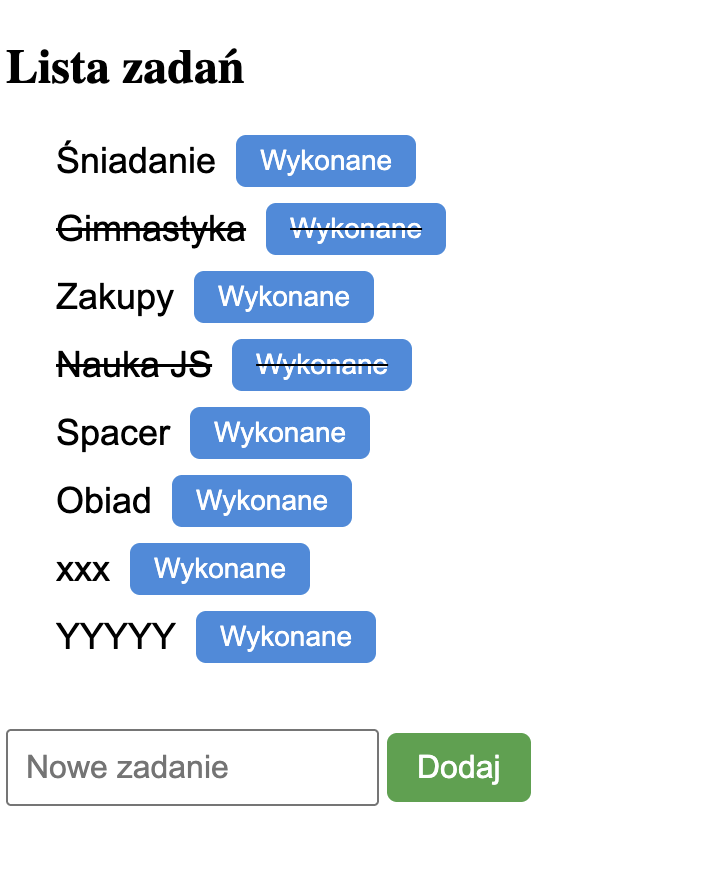 Lista zadań
Śniadanie Wykonane
Gimnastyka Wykonane
Zakupy Wykonane
Nauka JS Wykonane
Spacer Wykonane
Obiad Wykonane
xxx Wykonane
YYYYY Wykonane
Nowe zadanie Dodaj